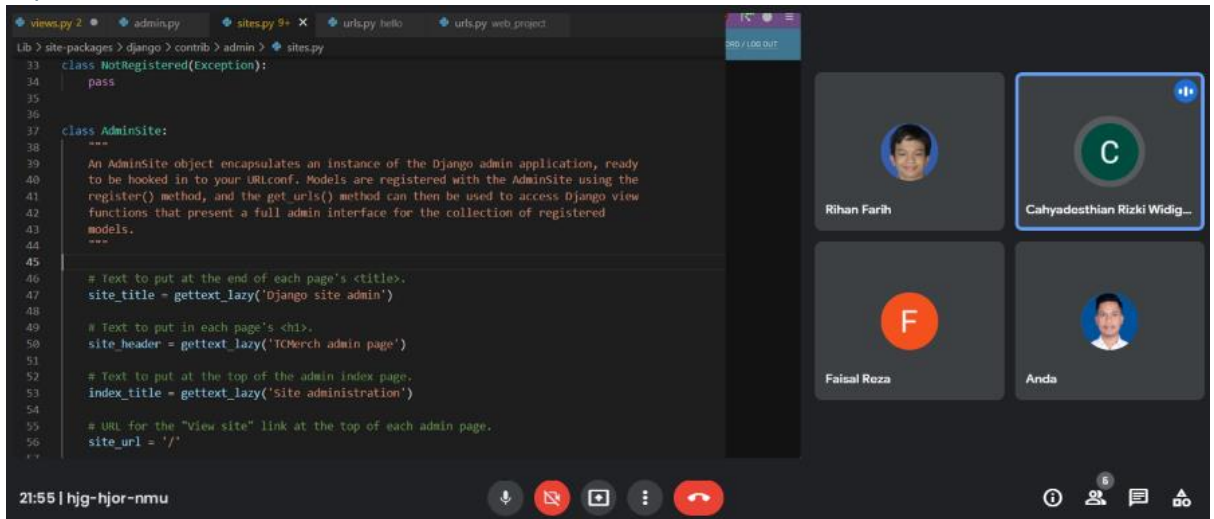 views.py 2
admin.py
sites.py 9+
urls.py hello
urls.py web_project
Lib > site-packages > django > contrib > admin > sites.py
ORD / LOG OUT
33 class NotRegistered(Exception):
34 pass
35
36
37 class AdminSite:
38 """
39 An AdminSite object encapsulates an instance of the Django admin application, ready
40 to be hooked in to your URLconf. Models are registered with the AdminSite using the
41 register() method, and the get_urls() method can then be used to access Django view
42 functions that present a full admin interface for the collection of registered
43 models.
44 """
45
46 # Text to put at the end of each page's <title>.
47 site_title = gettext_lazy('Django site admin')
48
49 # Text to put in each page's <h1>.
50 site_header = gettext_lazy('TCMerch admin page')
51
52 # Text to put at the top of the admin index page.
53 index_title = gettext_lazy('Site administration')
54
55 # URL for the "View site" link at the top of each admin page.
56 site_url = '/'
57
Rihan Farih
C
Cahyadesthian Rizki Widig...
F
Faisal Reza
Anda
21:55 | hjg-hjor-nmu
6